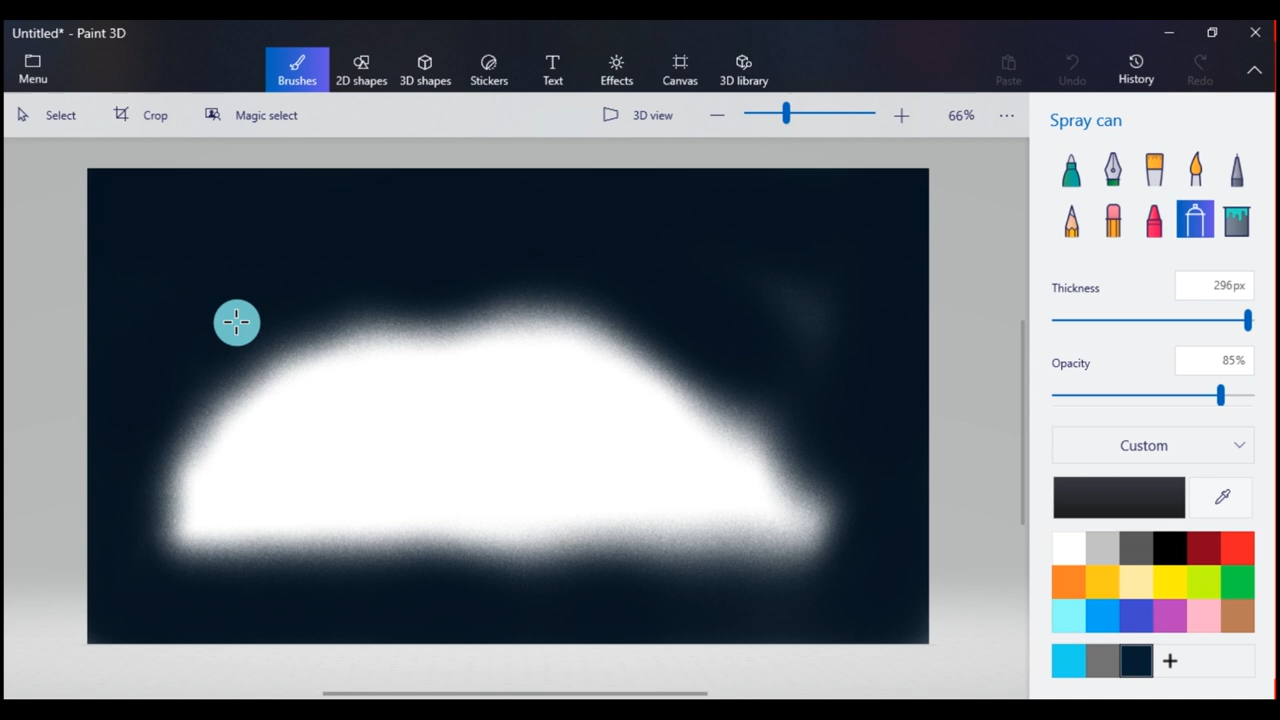 Untitled* - Paint 3D
Menu
Brushes
2D shapes
3D shapes
Stickers
Text
Effects
Canvas
3D library
Paste
Undo
History
Redo
Select
Crop
Magic select
3D view
66%
Spray can
Thickness
296px
Opacity
85%
Custom